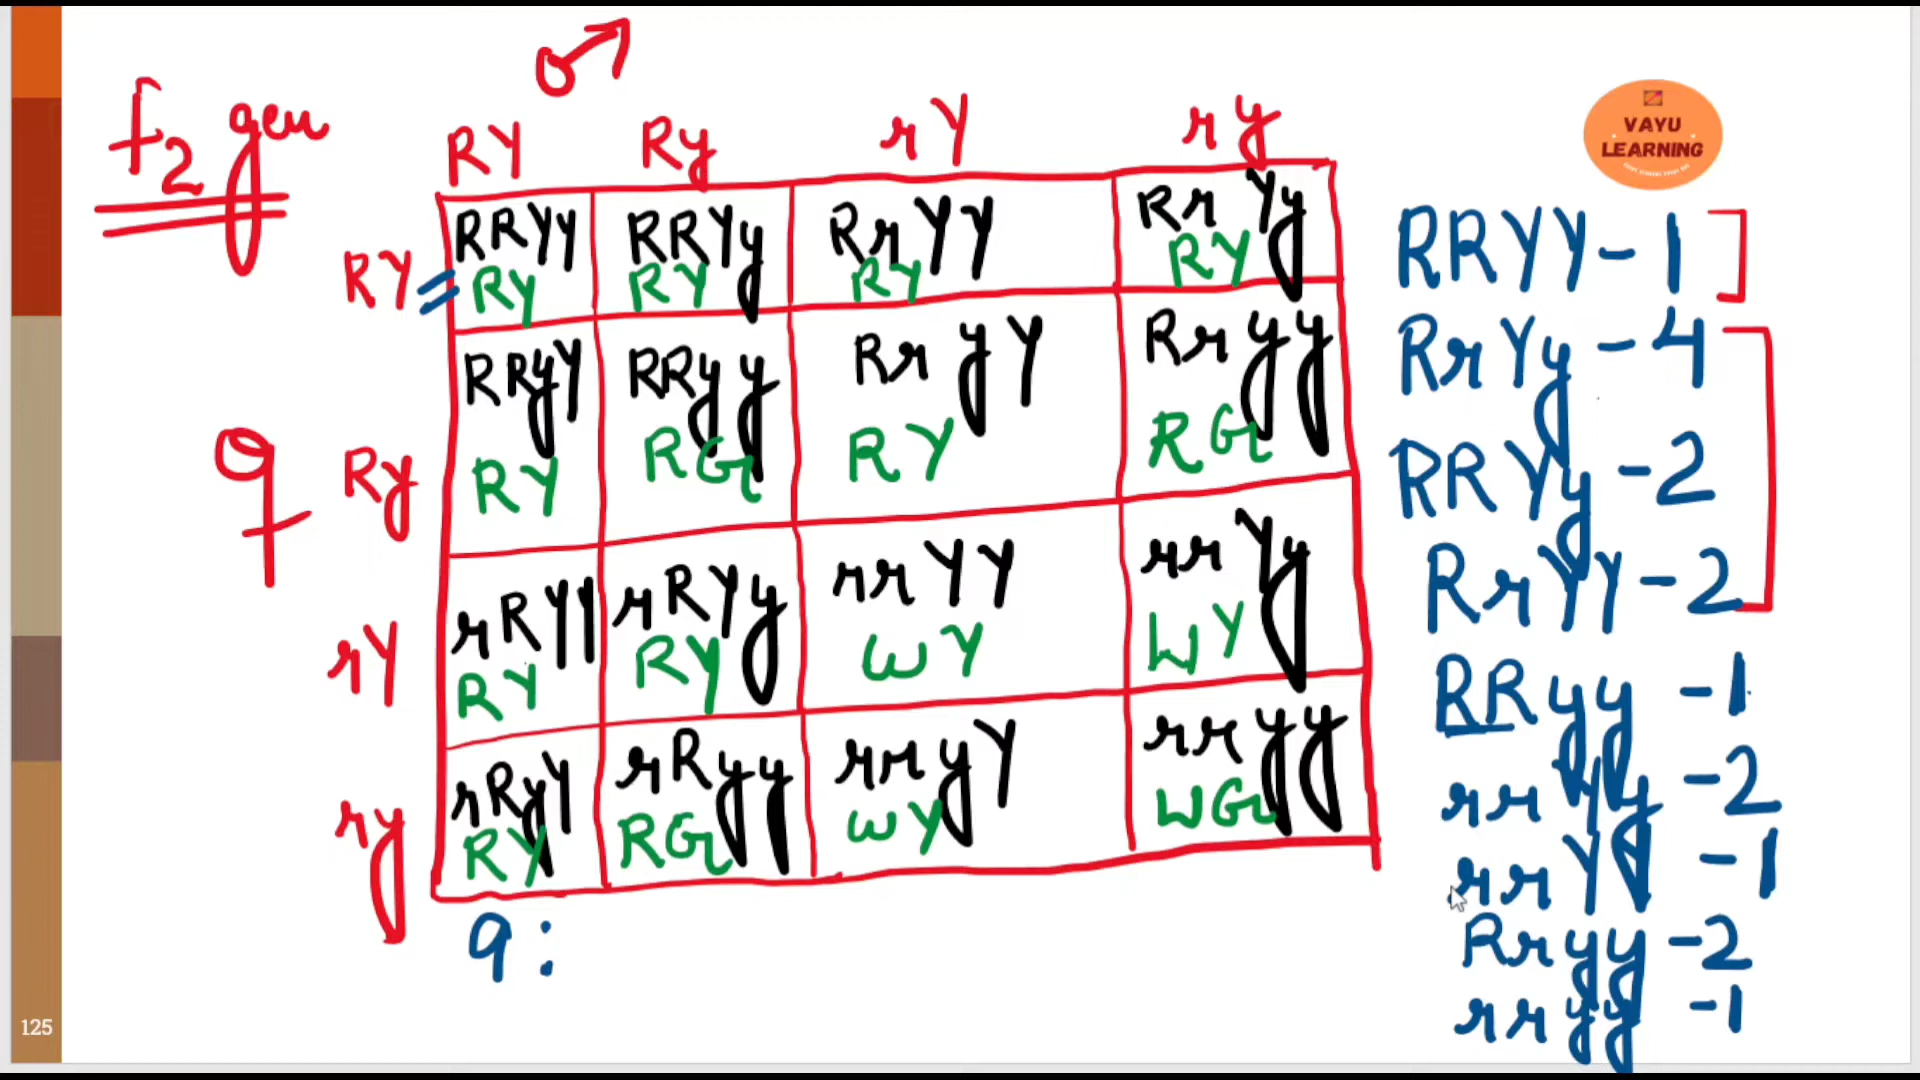 F2 gen
RY Ry rY ry
VAYU
LEARNING
RY RRYY RRYy RrYY RrYy
RY RY RY RY
Ry RRyY RRyy RryY Rryy
RY RG RY RG
rY rRYY rRYy rrYY rrYy
RY RY WY WY
ry rRyY rRyy rryY rryy
RY RG WY WG
9:
RRYY - 1
RrYy - 4
RRYy - 2
RrYY - 2
RRyy - 1
rrYy - 2
rrYY - 1
Rryy - 2
rryy - 1
125